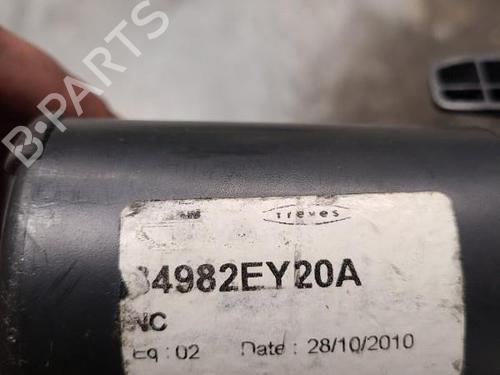 B-PARTS
treves
84982EY20A
NC
Eq : 02 Date : 28/10/2010